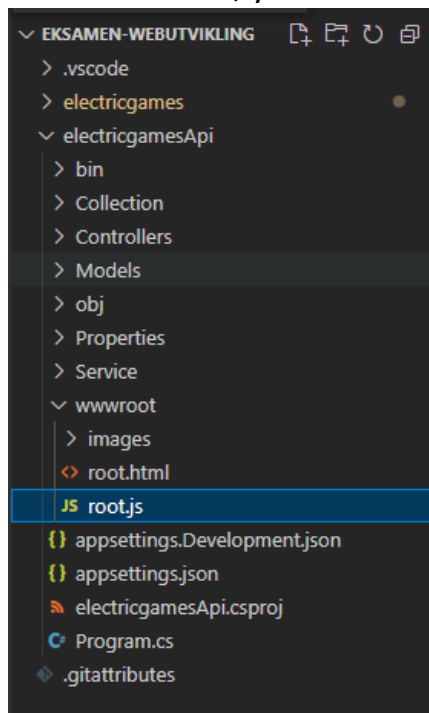 EKSAMEN-WEBUTVIKLING
.vscode
electricgames
electricgamesApi
bin
Collection
Controllers
Models
obj
Properties
Service
wwwroot
images
root.html
JS root.js
{} appsettings.Development.json
{} appsettings.json
electricgamesApi.csproj
C# Program.cs
.gitattributes